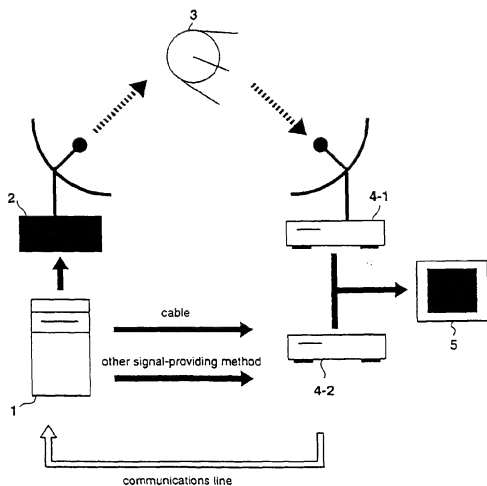 3
2
4-1
cable
other signal-providing method
5
4-2
1
communications line